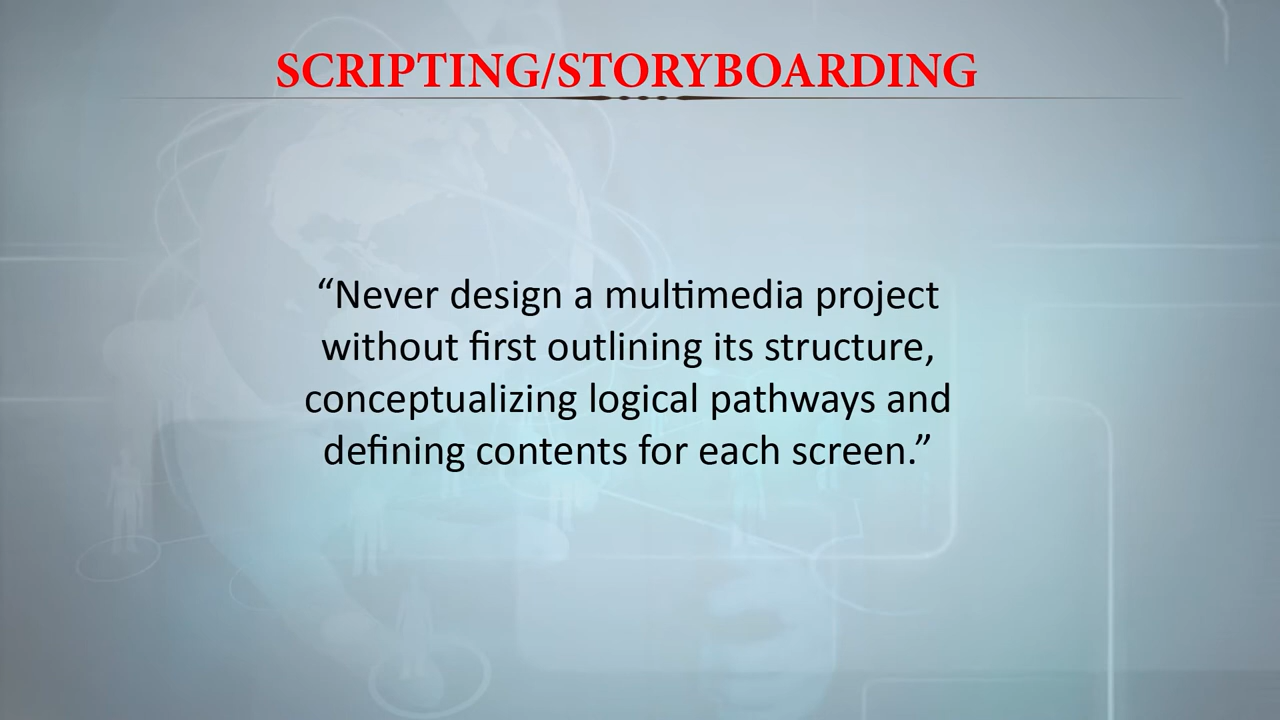 SCRIPTING/STORYBOARDING
“Never design a multimedia project
without first outlining its structure,
conceptualizing logical pathways and
defining contents for each screen.”